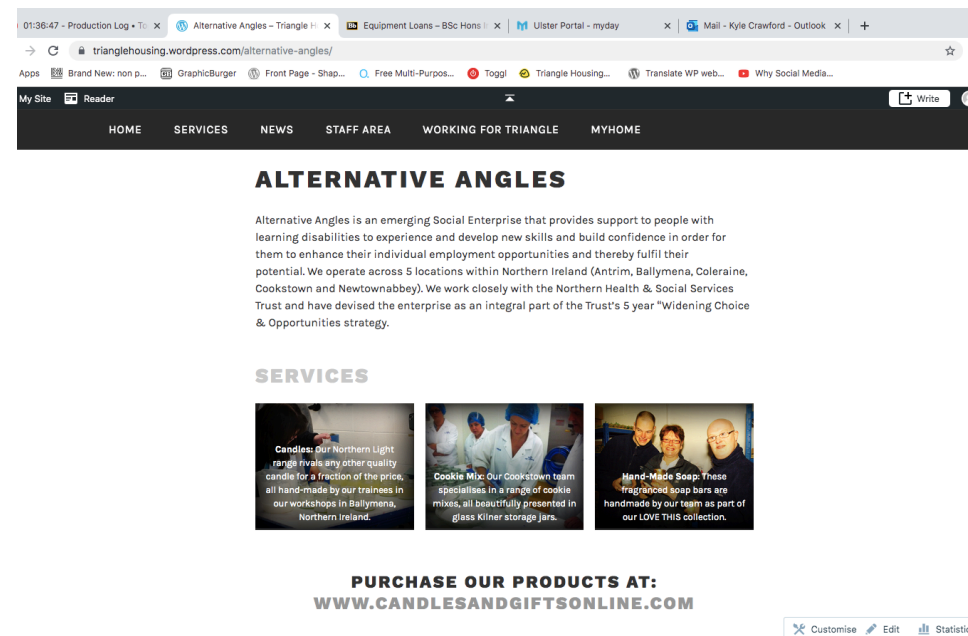 01:36:47 - Production Log • To
Alternative Angles – Triangle H
Equipment Loans – BSc Hons I
Ulster Portal - myday
Mail - Kyle Crawford - Outlook
trianglehousing.wordpress.com/alternative-angles/
Apps Brand New: non p... GraphicBurger Front Page - Shap... Free Multi-Purpos... Toggl Triangle Housing... Translate WP web... Why Social Media...
My Site Reader Write
HOME SERVICES NEWS STAFF AREA WORKING FOR TRIANGLE MYHOME
ALTERNATIVE ANGLES
Alternative Angles is an emerging Social Enterprise that provides support to people with
learning disabilities to experience and develop new skills and build confidence in order for
them to enhance their individual employment opportunities and thereby fulfil their
potential. We operate across 5 locations within Northern Ireland (Antrim, Ballymena, Coleraine,
Cookstown and Newtownabbey). We work closely with the Northern Health & Social Services
Trust and have devised the enterprise as an integral part of the Trust's 5 year "Widening Choice
& Opportunities strategy.
SERVICES
Candles: Our Northern Light
range rivals any other quality
candle for a fraction of the price,
all hand-made by our trainees in
our workshops in Ballymena,
Northern Ireland.
Cookie Mix: Our Cookstown team
specialises in a range of cookie
mixes, all beautifully presented in
glass Kilner storage jars.
Hand-Made Soap: These
fragranced soap bars are
handmade by our team as part of
our LOVE THIS collection.
PURCHASE OUR PRODUCTS AT:
WWW.CANDLESANDGIFTSONLINE.COM
Customise Edit Statistic